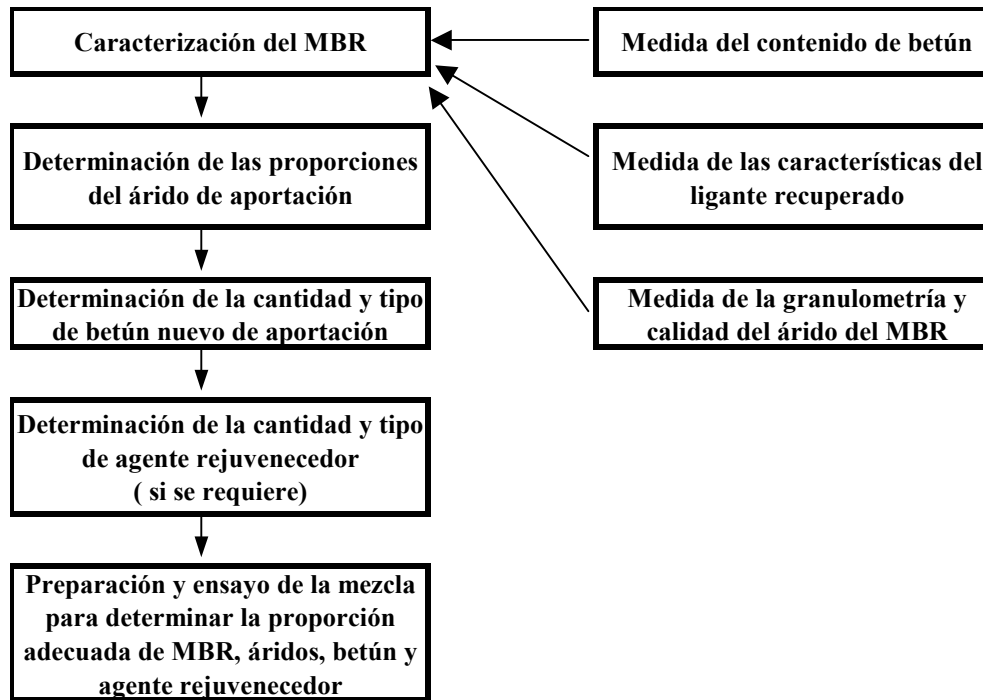 Caracterización del MBR
Medida del contenido de betún
Determinación de las proporciones
del árido de aportación
Medida de las características del
ligante recuperado
Determinación de la cantidad y tipo
de betún nuevo de aportación
Medida de la granulometría y
calidad del árido del MBR
Determinación de la cantidad y tipo
de agente rejuvenecedor
( si se requiere)
Preparación y ensayo de la mezcla
para determinar la proporción
adecuada de MBR, áridos, betún y
agente rejuvenecedor